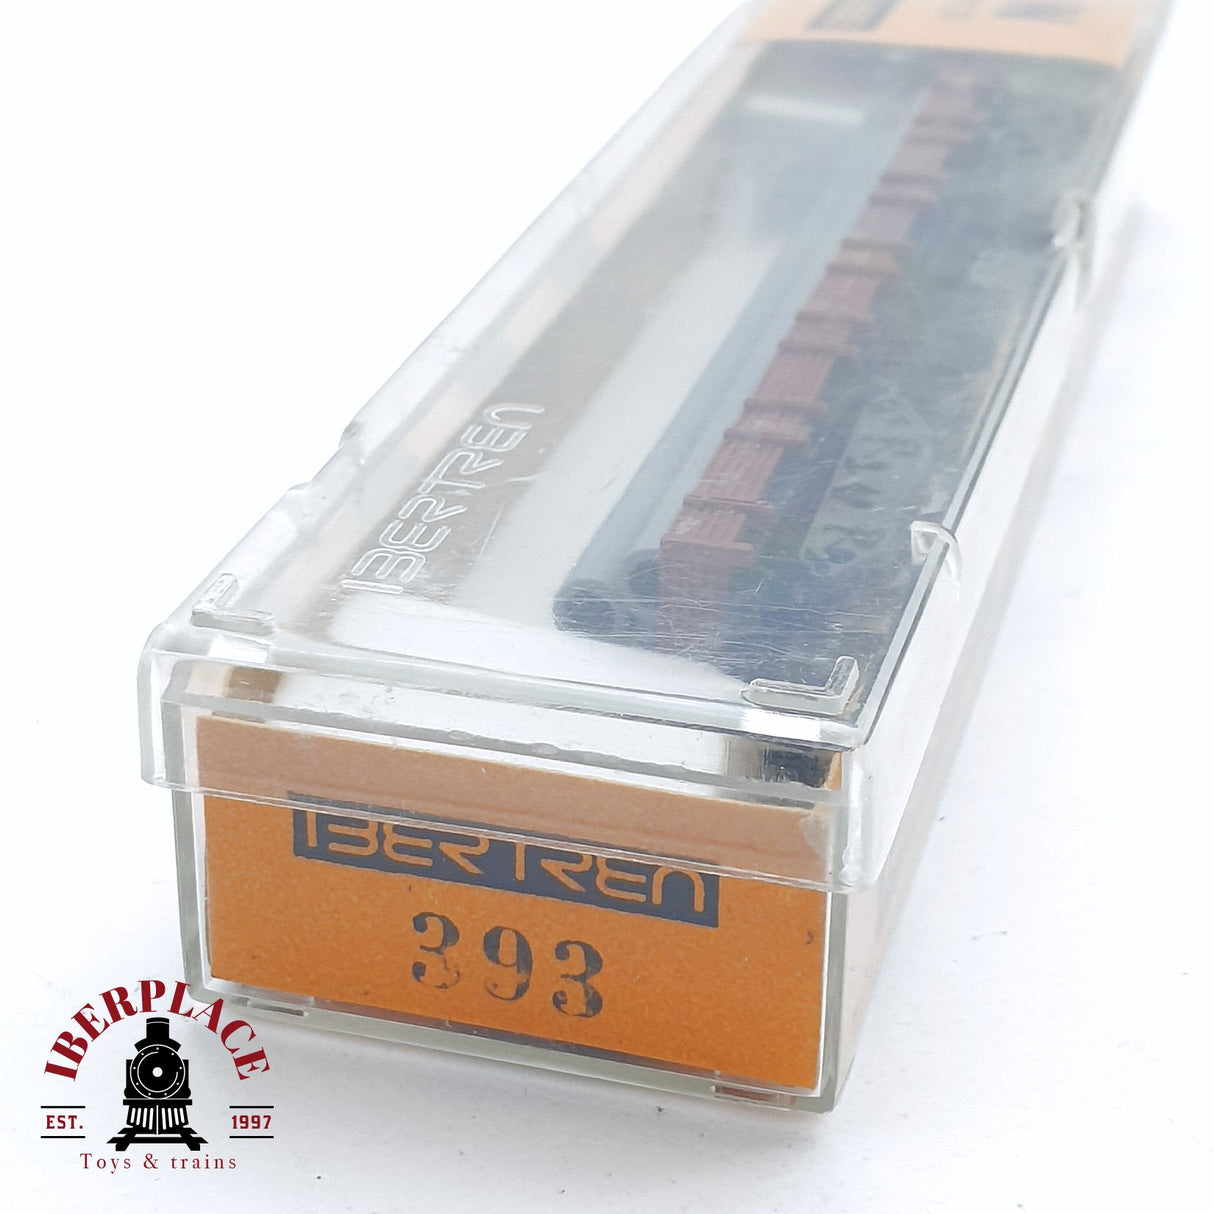 IBERTREN
IBERTREN
393
IBERPLACE
EST. 1997
Toys & trains